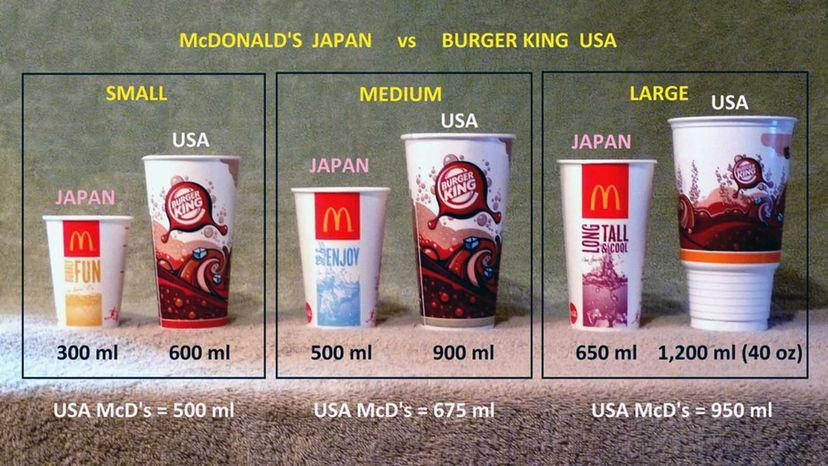 McDONALD'S JAPAN vs BURGER KING USA
SMALL
JAPAN
USA
FUN
BURGER KING
300 ml
600 ml
MEDIUM
JAPAN
USA
ENJOY
BURGER KING
500 ml
900 ml
LARGE
JAPAN
USA
LONG
TALL
& COOL
BURGER KING
650 ml
1,200 ml (40 oz)
USA McD's = 500 ml
USA McD's = 675 ml
USA McD's = 950 ml